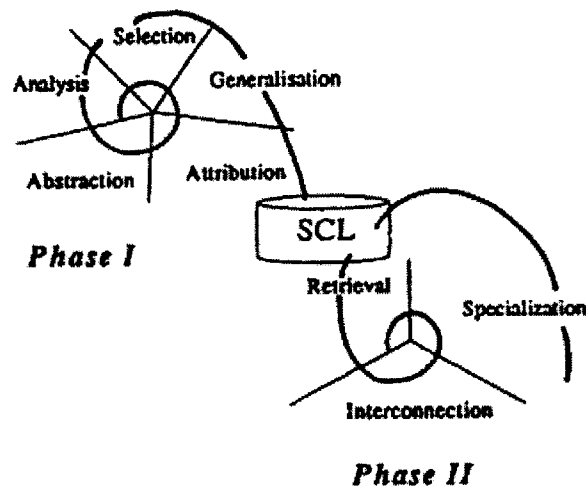 Selection
Analysis
Generalisation
Abstraction
Attribution
Phase I
SCL
Retrieval
Specialization
Interconnection
Phase II